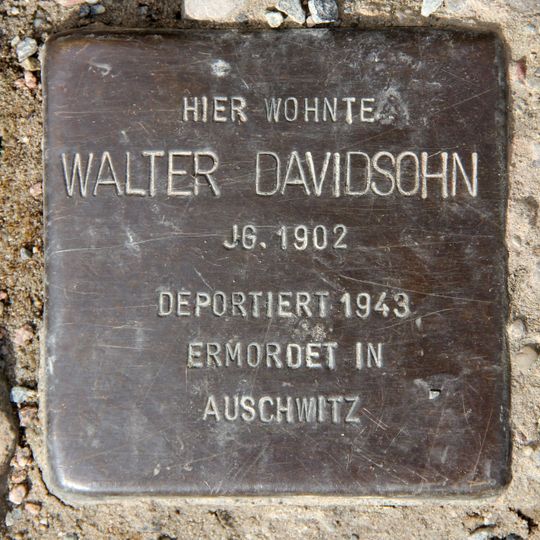 HIER WOHNTE
WALTER DAVIDSOHN
JG. 1902
DEPORTIERT 1943
ERMORDET IN
AUSCHWITZ